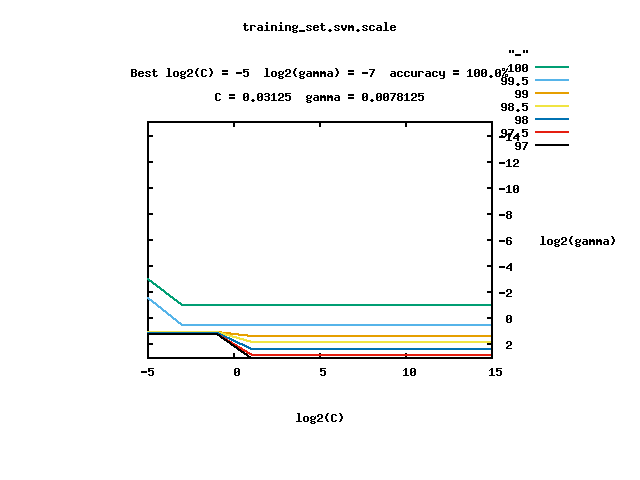 training_set.svm.scale
"_"
Best log2(C) = -5  log2(gamma) = -7  accuracy = 100.0%
100
99.5
C = 0.03125  gamma = 0.0078125
99
98.5
98
97.5
97
-14
-12
-10
-8
-6
log2(gamma)
-4
-2
0
2
-5 0 5 10 15
log2(C)